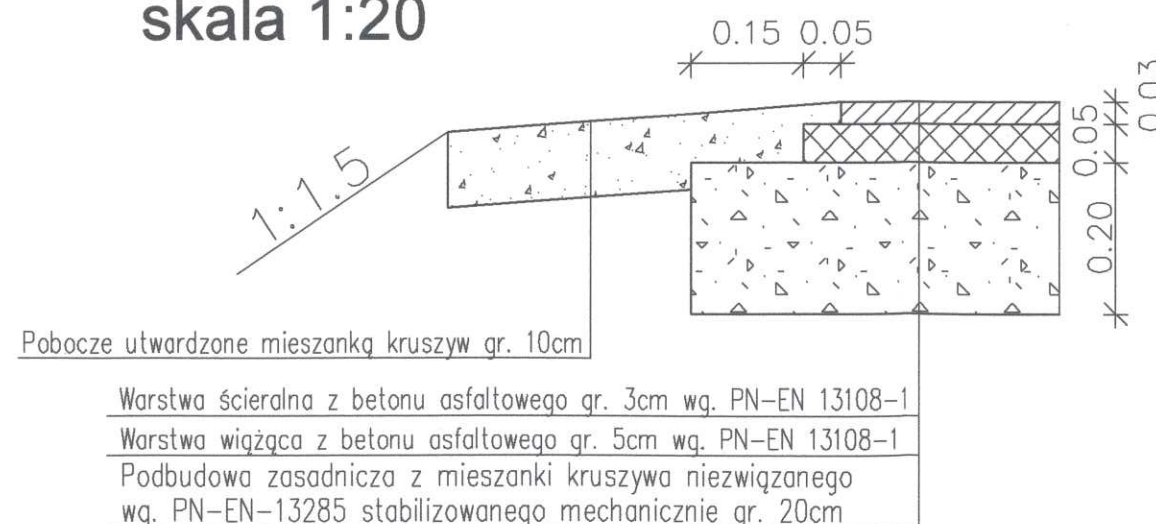 skala 1:20
0.15 0.05
0.03
0.05
0.20
1:1.5
Pobocze utwardzone mieszanką kruszyw gr. 10cm
Warstwa ścieralna z betonu asfaltowego gr. 3cm wg. PN-EN 13108-1
Warstwa wiążąca z betonu asfaltowego gr. 5cm wg. PN-EN 13108-1
Podbudowa zasadnicza z mieszanki kruszywa niezwiązanego
wg. PN-EN-13285 stabilizowanego mechanicznie gr. 20cm